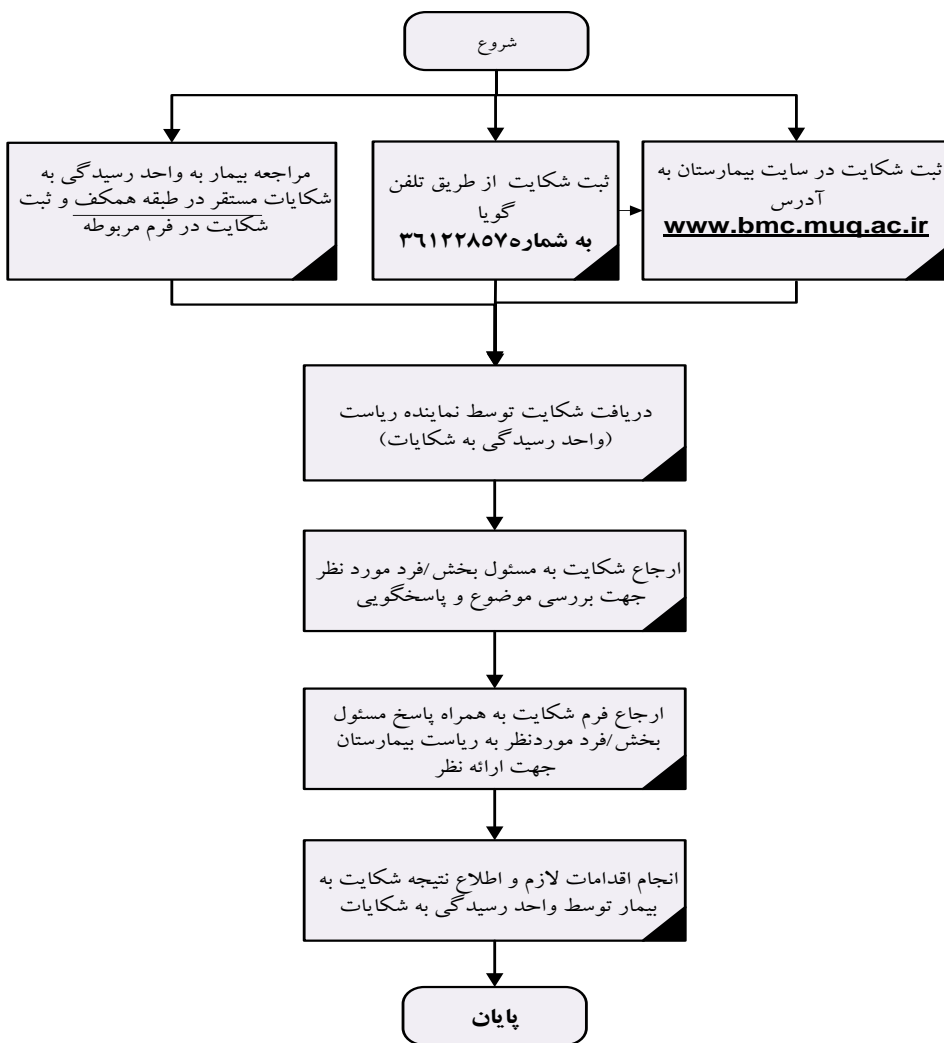 شروع
ثبت شکایت در سایت بیمارستان به
آدرس
www.bmc.muq.ac.ir
ثبت شکایت از طریق تلفن
گویا
به شماره۳۶۱۲۲۸۵۷
مراجعه بیمار به واحد رسیدگی به
شکایات مستقر در طبقه همکف و ثبت
شکایت در فرم مربوطه
دریافت شکایت توسط نماینده ریاست
(واحد رسیدگی به شکایات)
ارجاع شکایت به مسئول بخش/فرد مورد نظر
جهت بررسی موضوع و پاسخگویی
ارجاع فرم شکایت به همراه پاسخ مسئول
بخش/فرد موردنظر به ریاست بیمارستان
جهت ارائه نظر
انجام اقدامات لازم و اطلاع نتیجه شکایت به
بیمار توسط واحد رسیدگی به شکایات
پایان